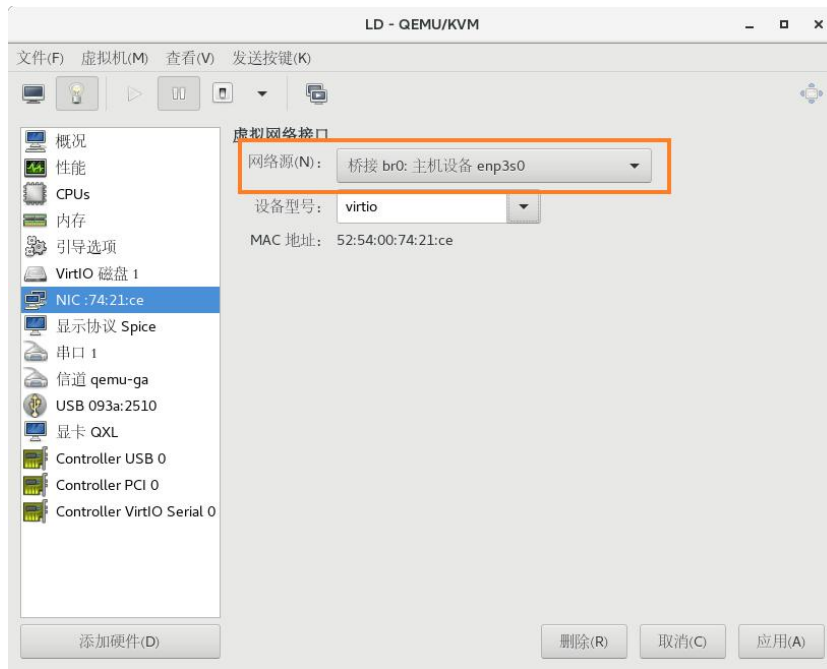 LD - QEMU/KVM
文件(F) 虚拟机(M) 查看(V) 发送按键(K)
概况
性能
CPUs
内存
引导选项
VirtIO 磁盘 1
NIC :74:21:ce
显示协议 Spice
串口 1
信道 qemu-ga
USB 093a:2510
显卡 QXL
Controller USB 0
Controller PCI 0
Controller VirtIO Serial 0
虚拟网络接口
网络源(N): 桥接 br0: 主机设备 enp3s0
设备型号: virtio
MAC 地址: 52:54:00:74:21:ce
添加硬件(D) 删除(R) 取消(C) 应用(A)